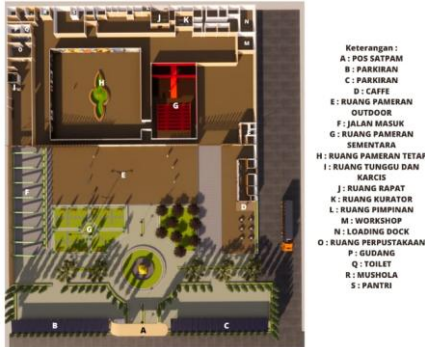 J
K
N
M
H
G
J
F
E
D
G
B
A
C
Keterangan :
A : POS SATPAM
B : PARKIRAN
C : PARKIRAN
D : CAFFE
E : RUANG PAMERAN
OUTDOOR
F : JALAN MASUK
G : RUANG PAMERAN
SEMENTARA
H : RUANG PAMERAN TETAP
I : RUANG TUNGGU DAN
KARCIS
J : RUANG RAPAT
K : RUANG KURATOR
L : RUANG PIMPINAN
M : WORKSHOP
N : LOADING DOCK
O : RUANG PERPUSTAKAAN
P : GUDANG
Q : TOILET
R : MUSHOLA
S : PANTRI